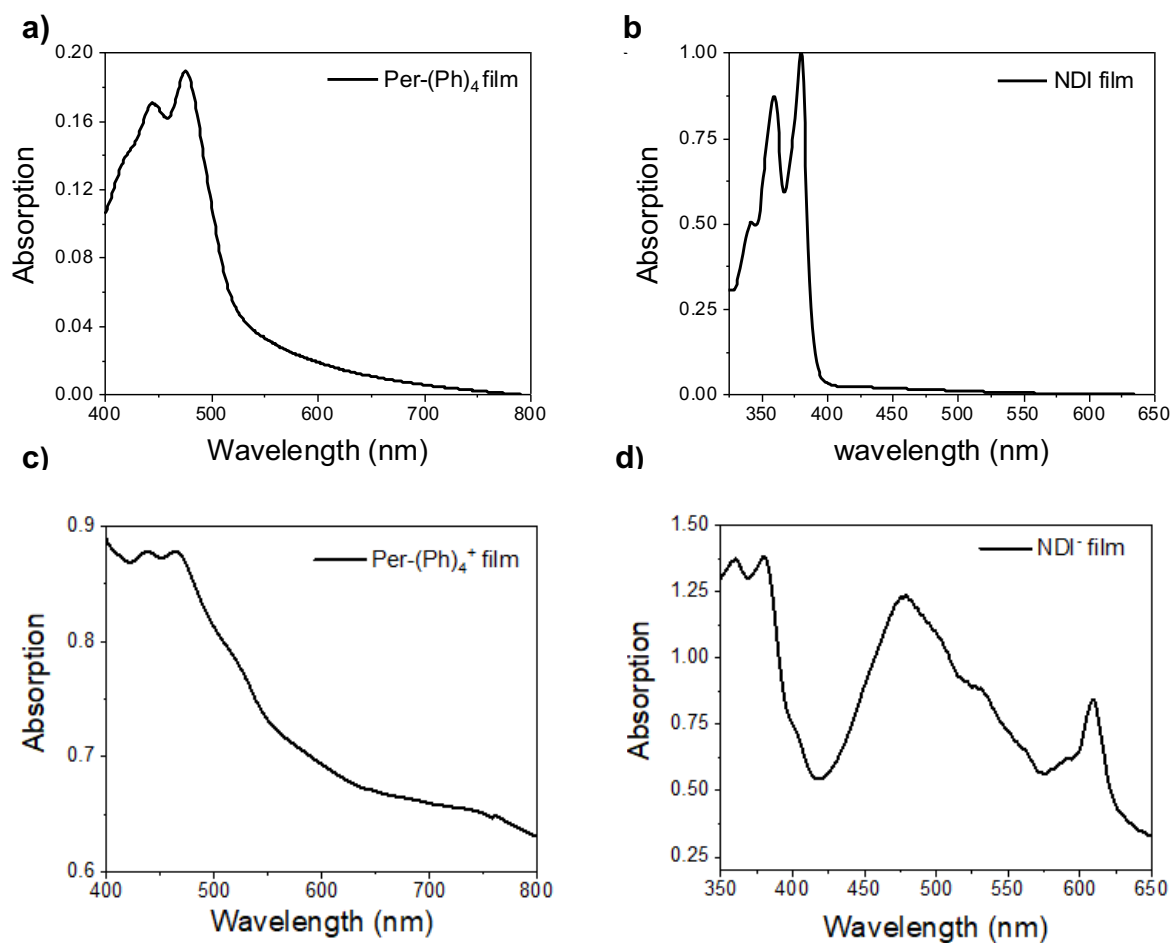 a)
0.20
0.16
0.12
0.08
0.04
0.00
Absorption
Per-(Ph)4 film
400 500 600 700 800
Wavelength (nm)
b
1.00
0.75
0.50
0.25
0.00
Absorption
NDI film
350 400 450 500 550 600 650
wavelength (nm)
c)
0.9
0.8
0.7
0.6
Absorption
Per-(Ph)4+ film
400 500 600 700 800
Wavelength (nm)
d)
1.50
1.25
1.00
0.75
0.50
0.25
Absorption
NDI- film
350 400 450 500 550 600 650
Wavelength (nm)